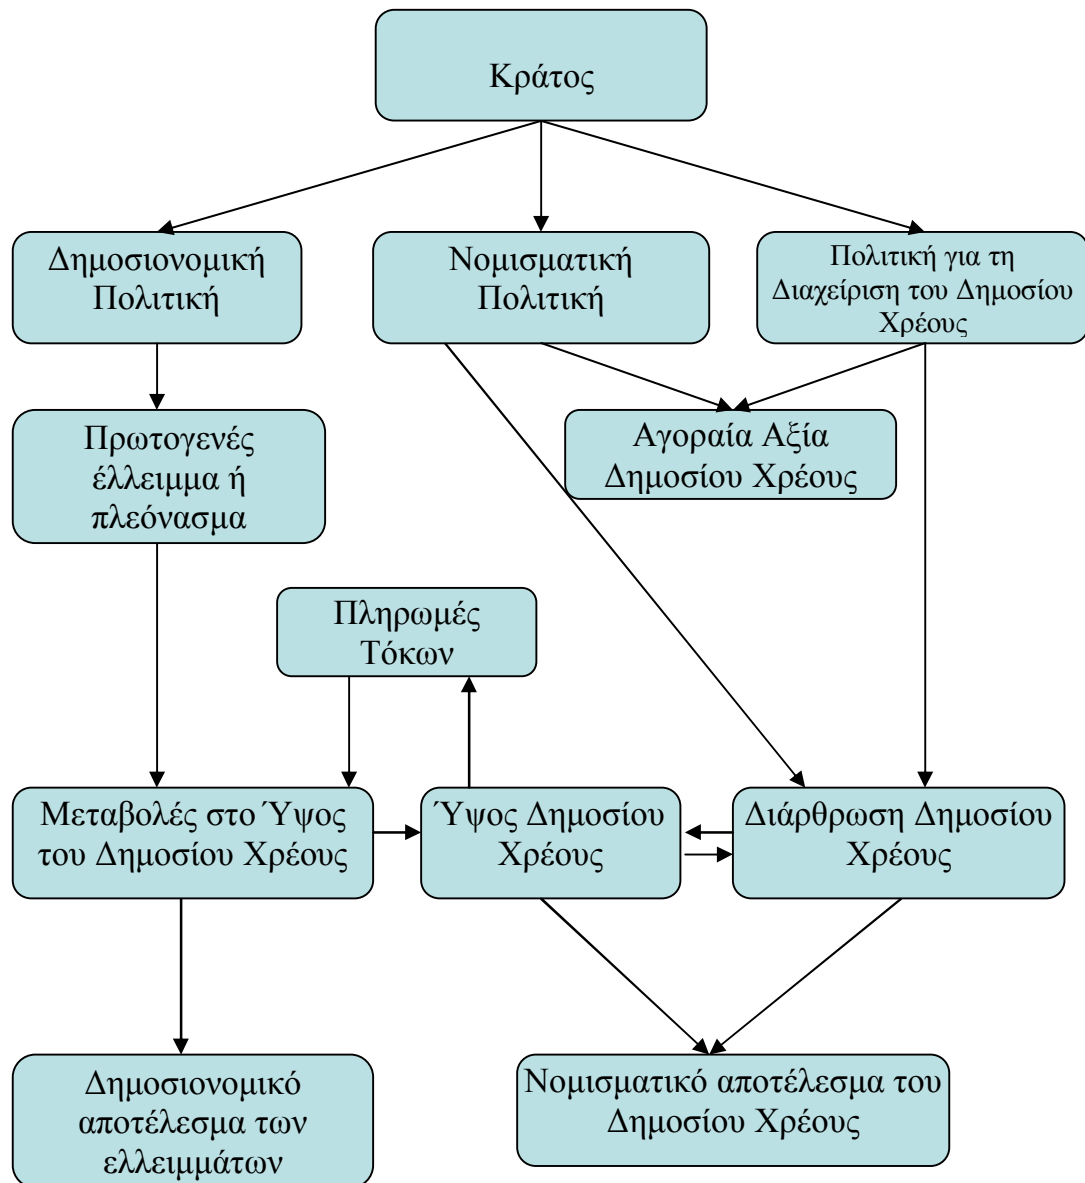 Κράτος
Δημοσιονομική
Πολιτική
Νομισματική
Πολιτική
Πολιτική για τη
Διαχείριση του Δημοσίου
Χρέους
Πρωτογενές
έλλειμμα ή
πλεόνασμα
Αγοραία Αξία
Δημοσίου Χρέους
Πληρωμές
Τόκων
Μεταβολές στο Ύψος
του Δημοσίου Χρέους
Ύψος Δημοσίου
Χρέους
Διάρθρωση Δημοσίου
Χρέους
Δημοσιονομικό
αποτέλεσμα των
ελλειμμάτων
Νομισματικό αποτέλεσμα του
Δημοσίου Χρέους